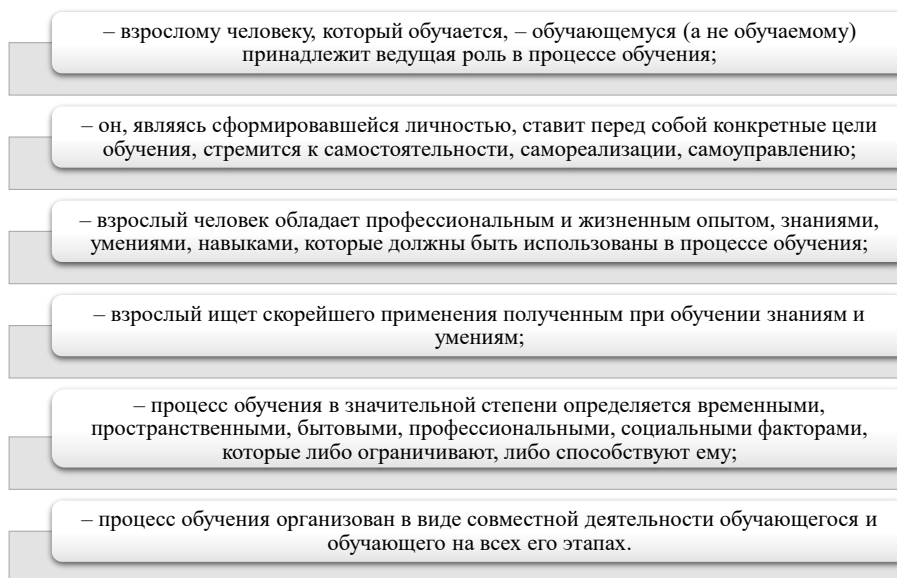 – взрослому человеку, который обучается, – обучающемуся (а не обучаемому)
принадлежит ведущая роль в процессе обучения;
– он, являясь сформировавшейся личностью, ставит перед собой конкретные цели
обучения, стремится к самостоятельности, самореализации, самоуправлению;
– взрослый человек обладает профессиональным и жизненным опытом, знаниями,
умениями, навыками, которые должны быть использованы в процессе обучения;
– взрослый ищет скорейшего применения полученным при обучении знаниям и
умениям;
– процесс обучения в значительной степени определяется временными,
пространственными, бытовыми, профессиональными, социальными факторами,
которые либо ограничивают, либо способствуют ему;
– процесс обучения организован в виде совместной деятельности обучающегося и
обучающего на всех его этапах.